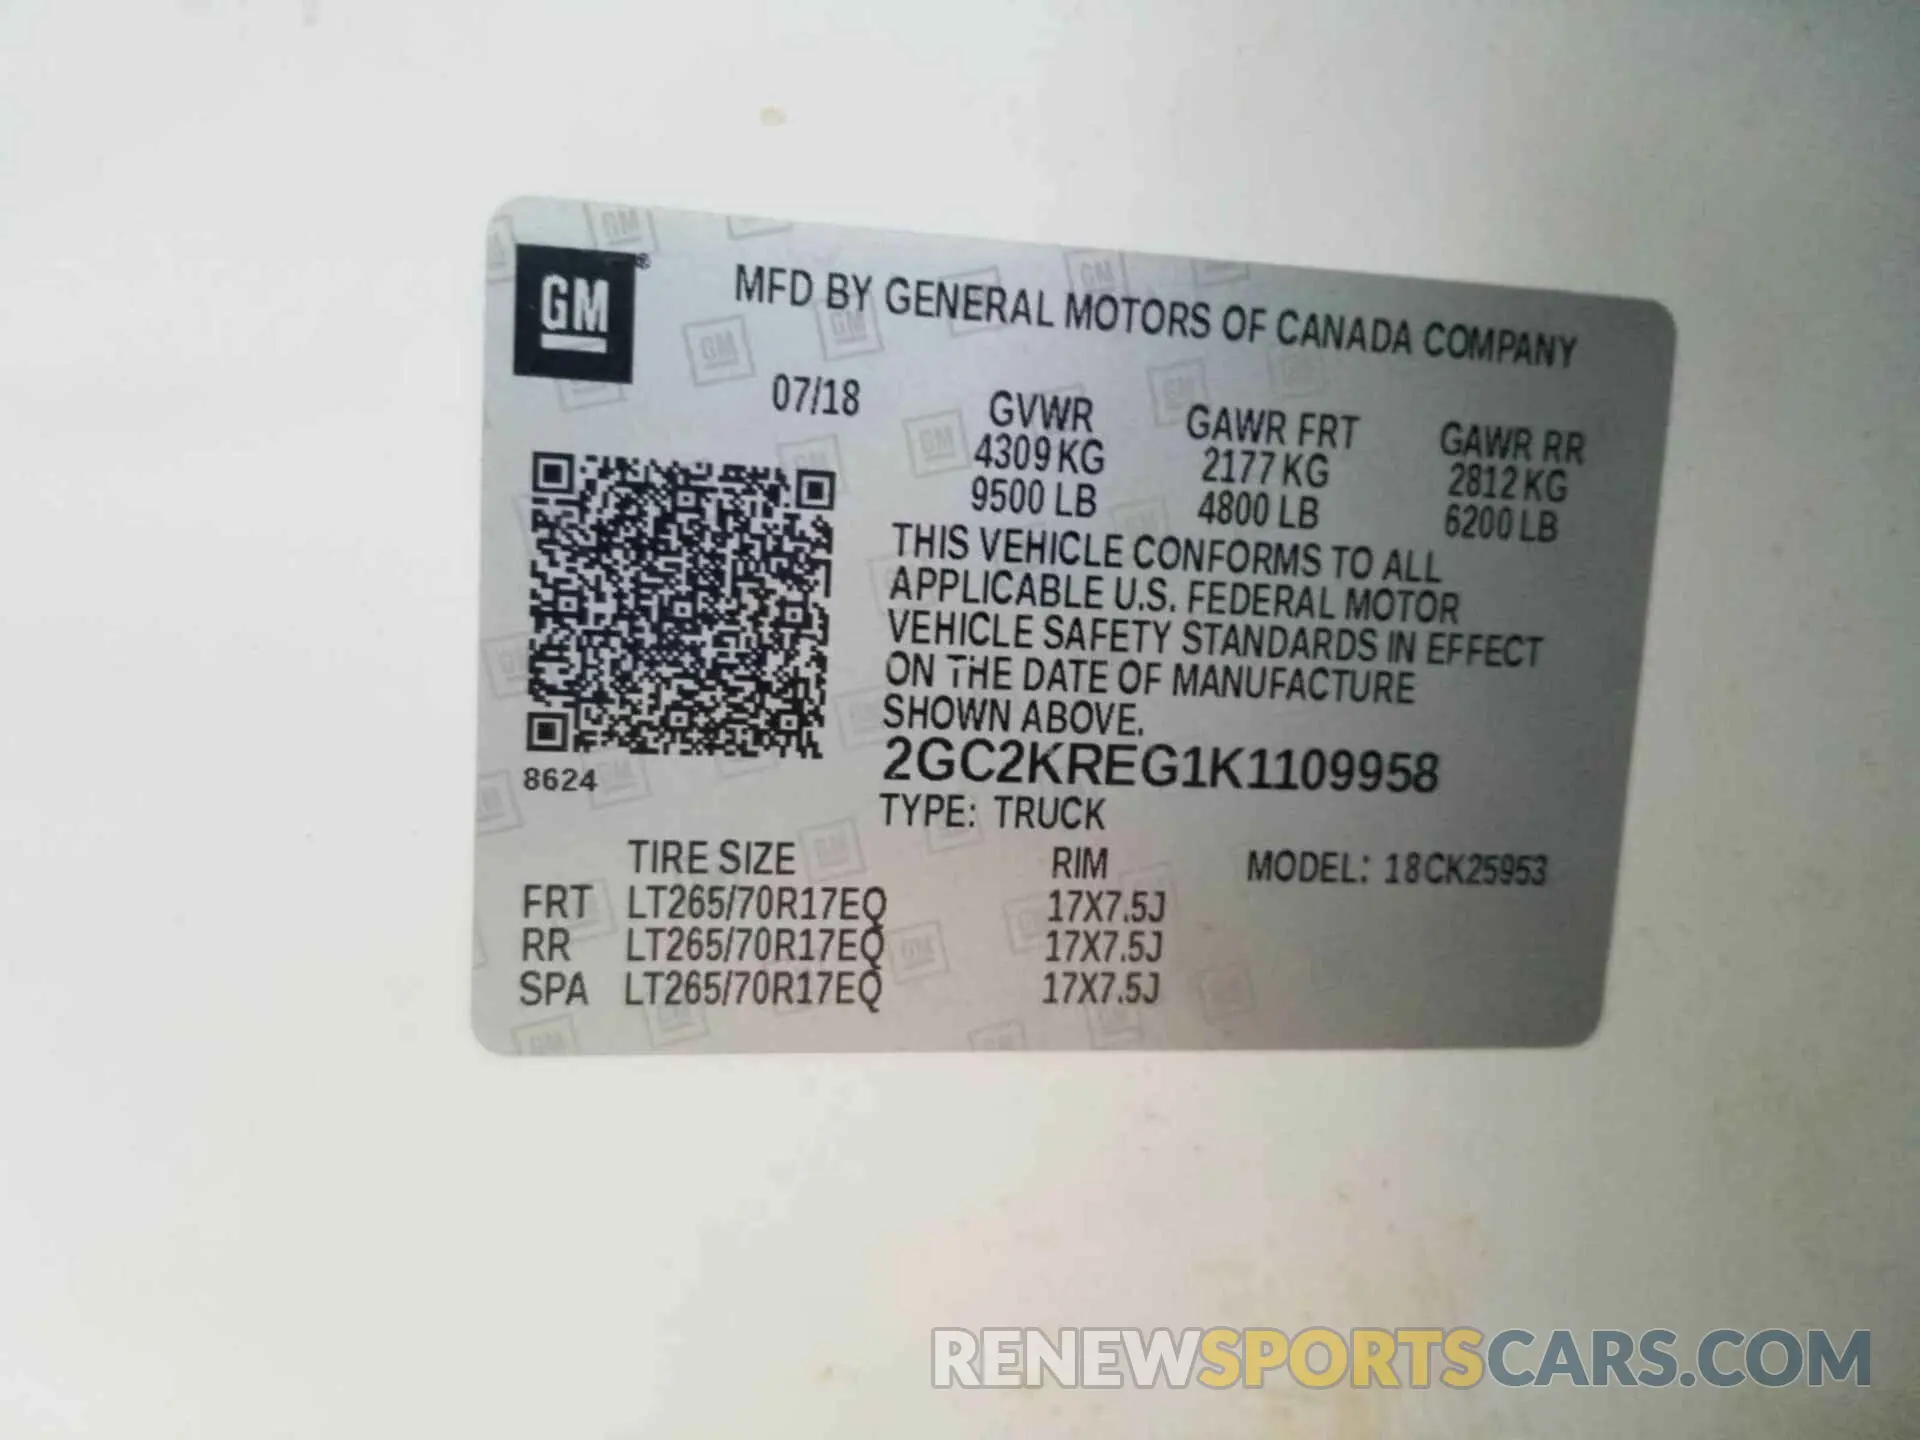 GM®
MFD BY GENERAL MOTORS OF CANADA COMPANY
07/18
GVWR GAWR FRT GAWR RR
4309 KG 2177 KG 2812 KG
9500 LB 4800 LB 6200 LB
THIS VEHICLE CONFORMS TO ALL
APPLICABLE U.S. FEDERAL MOTOR
VEHICLE SAFETY STANDARDS IN EFFECT
ON THE DATE OF MANUFACTURE
SHOWN ABOVE.
2GC2KREG1K1109958
8624
TYPE: TRUCK
TIRE SIZE RIM MODEL: 18CK25953
FRT LT265/70R17EQ 17X7.5J
RR LT265/70R17EQ 17X7.5J
SPA LT265/70R17EQ 17X7.5J
RENEWSPORTSCARS.COM